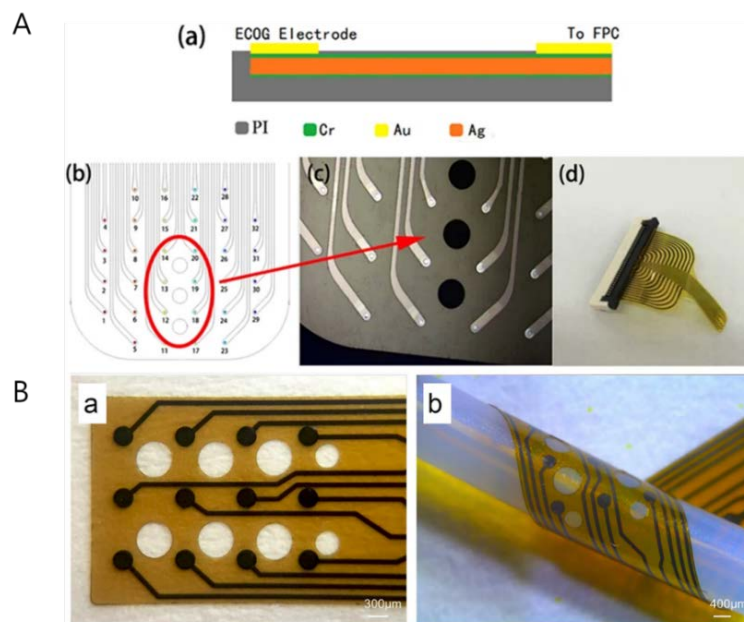 A
(a)
ECOG Electrode To FPC
PI Cr Au Ag
(b) (c) (d)
10 16 22 28
4 9 15 21 27 32
3 8 14 20 26 31
2 7 13 19 25 30
1 6 12 18 24 29
5 11 17 23
B
a b
300μm 400μm